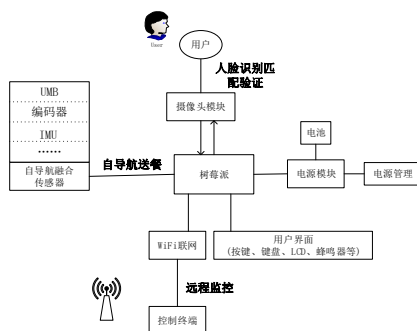 User
用户
人脸识别匹
配验证
UMB
编码器
IMU
……
自导航融合
传感器
摄像头模块
电池
自导航送餐
树莓派
电源模块
电源管理
WiFi联网
用户界面
(按键、键盘、LCD、蜂鸣器等)
远程监控
控制终端